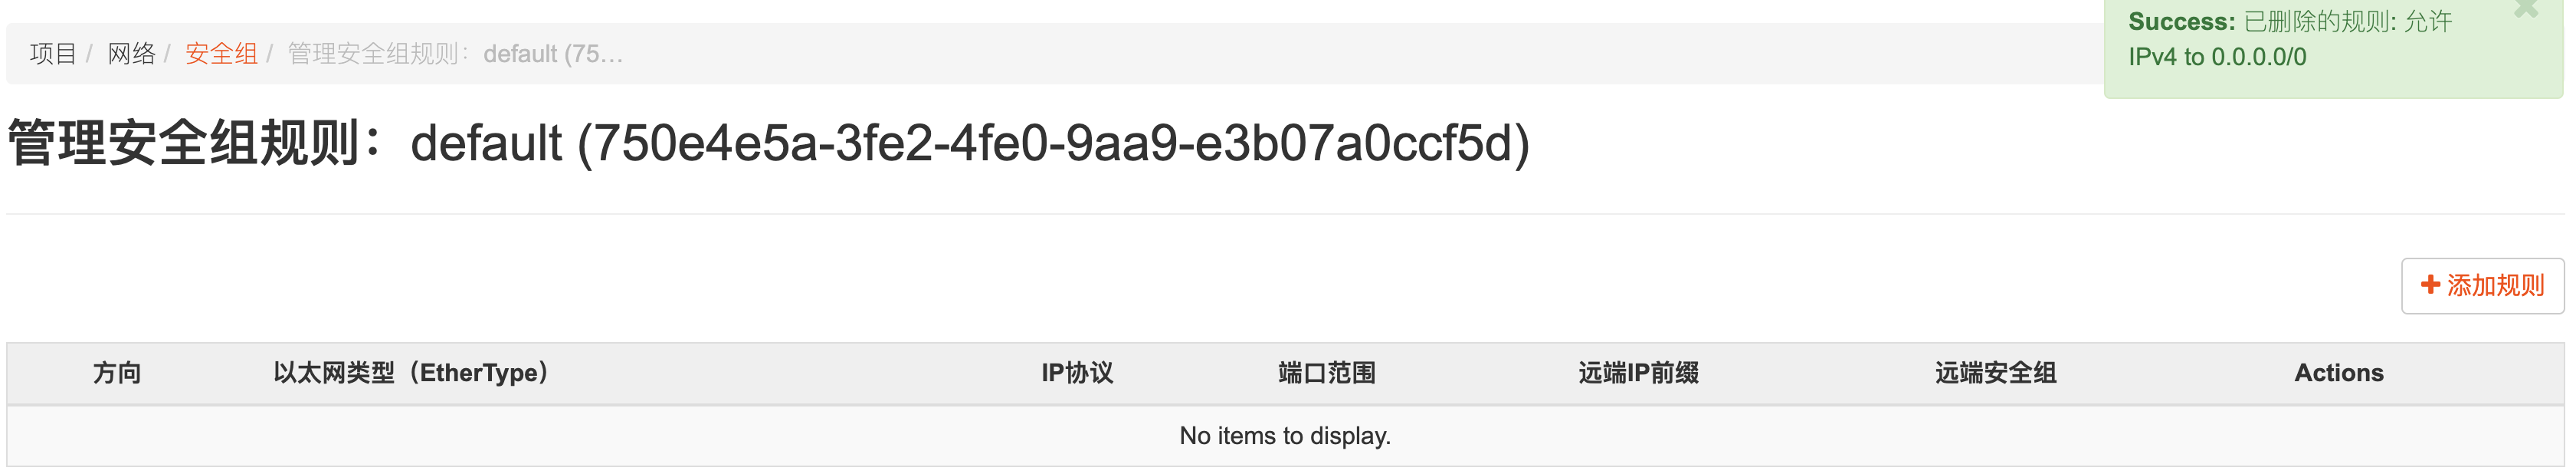 Success: 已删除的规则: 允许
IPv4 to 0.0.0.0/0
项目 / 网络 / 安全组 / 管理安全组规则：default (75...
管理安全组规则：default (750e4e5a-3fe2-4fe0-9aa9-e3b07a0ccf5d)
添加规则
方向 以太网类型（EtherType） IP协议 端口范围 远端IP前缀 远端安全组 Actions
No items to display.